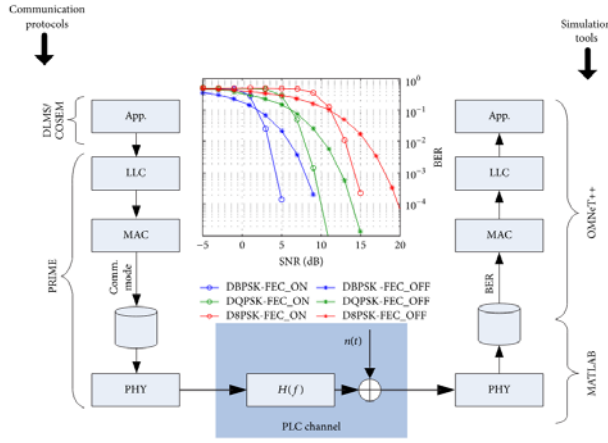 Communication
protocols
Simulation
tools
DLMS/
COSEM
App.
LLC
MAC
PRIME
Comm.
mode
PHY
10^0
10^-1
10^-2
10^-3
10^-4
BER
-5
0
5
10
15
20
SNR (dB)
DBPSK-FEC_ON
DBPSK-FEC_OFF
DQPSK-FEC_ON
DQPSK-FEC_OFF
D8PSK-FEC_ON
D8PSK-FEC_OFF
H(f)
n(t)
PLC channel
App.
LLC
MAC
BER
PHY
OMNeT++
MATLAB